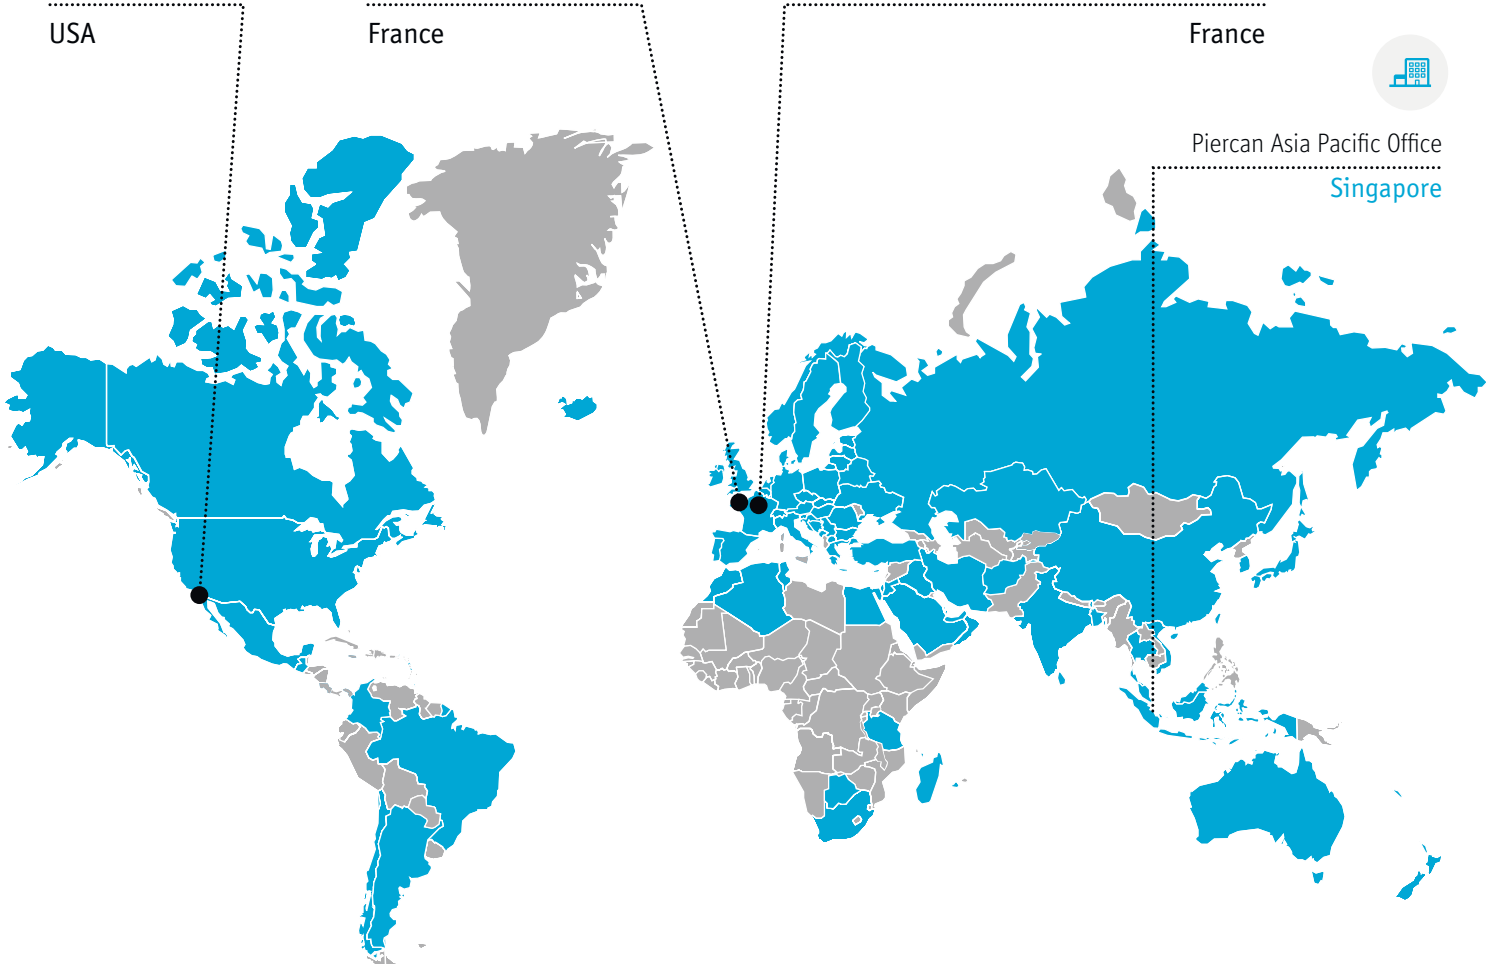 USA
France
France
Piercan Asia Pacific Office
Singapore